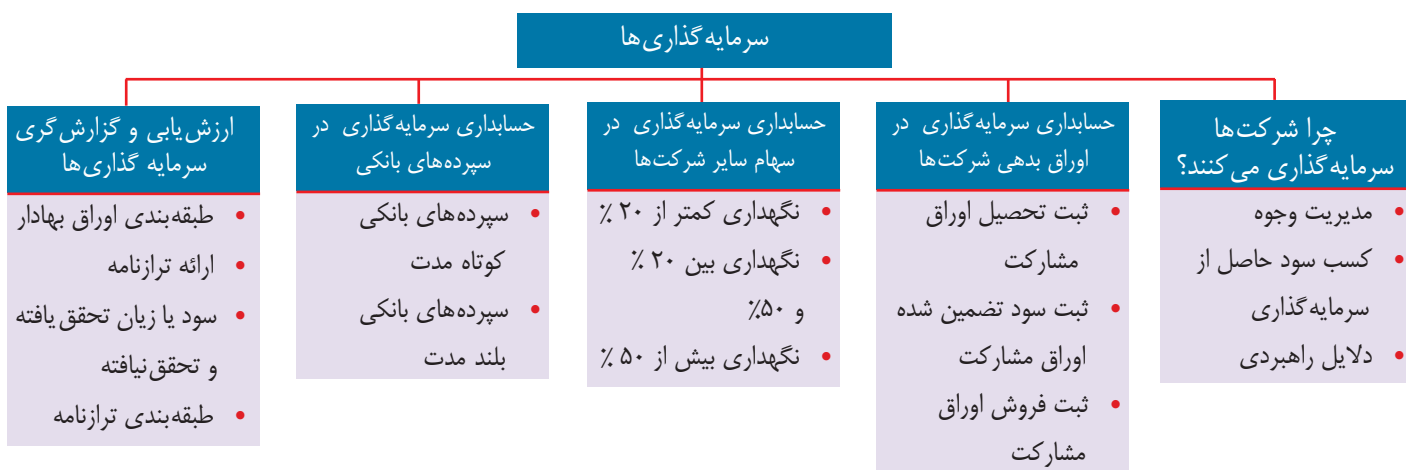 سرمایه‌گذاری‌ها
چرا شرکت‌ها
سرمایه‌گذاری می‌کنند؟
• مدیریت وجوه
• کسب سود حاصل از
سرمایه‌گذاری
• دلایل راهبردی
حسابداری سرمایه‌گذاری در
اوراق بدهی شرکت‌ها
• ثبت تحصیل اوراق
مشارکت
• ثبت سود تضمین شده
اوراق مشارکت
• ثبت فروش اوراق
مشارکت
حسابداری سرمایه‌گذاری در
سهام سایر شرکت‌ها
• نگهداری کمتر از ۲۰ ٪
• نگهداری بین ۲۰ ٪
و ۵۰٪
• نگهداری بیش از ۵۰ ٪
حسابداری سرمایه‌گذاری در
سپرده‌های بانکی
• سپرده‌های بانکی
کوتاه مدت
• سپرده‌های بانکی
بلند مدت
ارزش‌یابی و گزارش‌گری
سرمایه گذاری‌ها
• طبقه‌بندی اوراق بهادار
• ارائه ترازنامه
• سود یا زیان تحقق‌یافته
و تحقق‌نیافته
• طبقه‌بندی ترازنامه